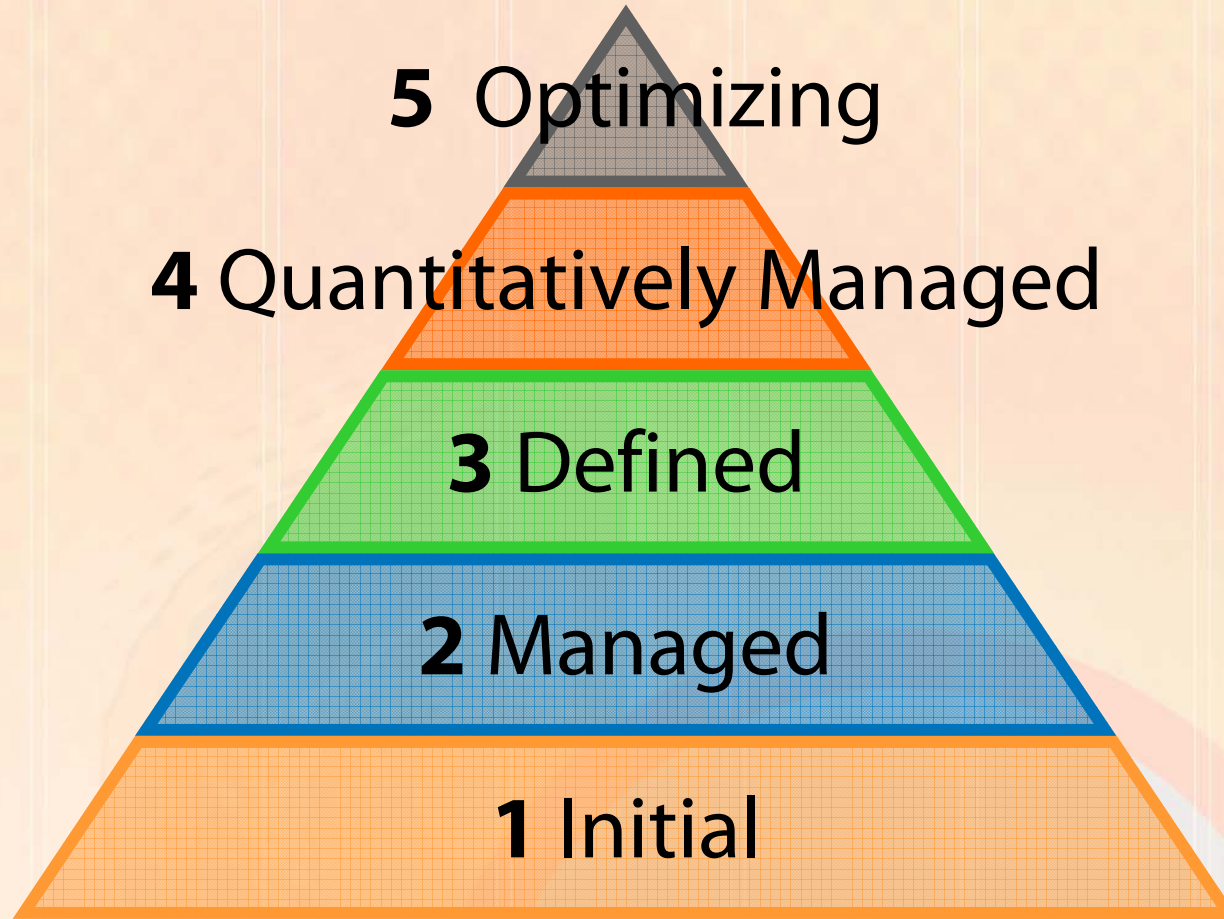 5 Optimizing
4 Quantitatively Managed
3 Defined
2 Managed
1 Initial